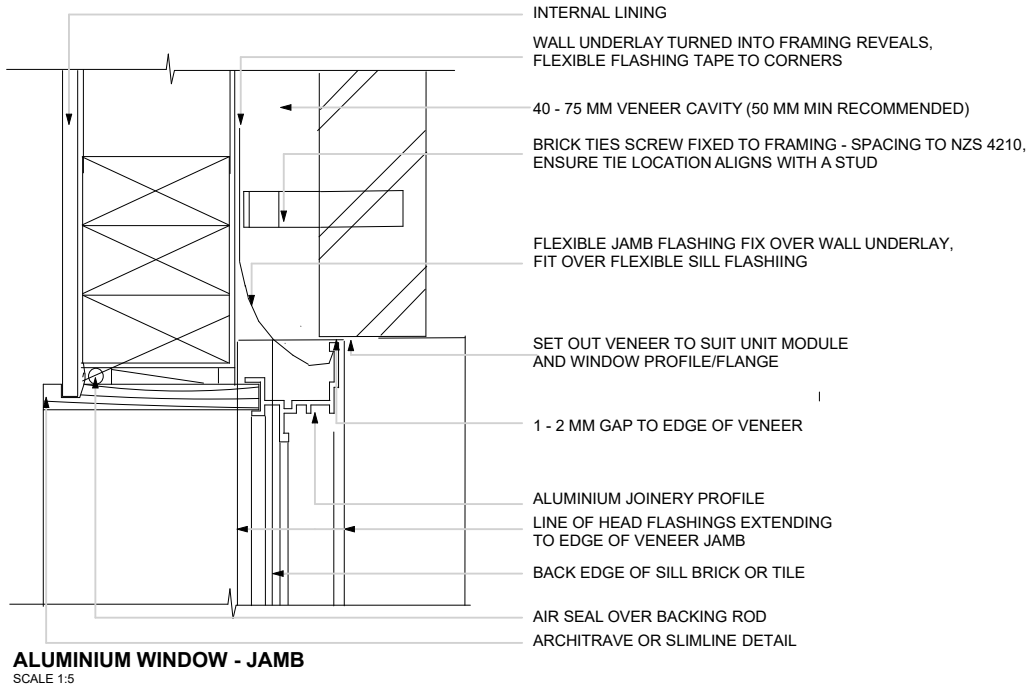 INTERNAL LINING
WALL UNDERLAY TURNED INTO FRAMING REVEALS,
FLEXIBLE FLASHING TAPE TO CORNERS
40 - 75 MM VENEER CAVITY (50 MM MIN RECOMMENDED)
BRICK TIES SCREW FIXED TO FRAMING - SPACING TO NZS 4210,
ENSURE TIE LOCATION ALIGNS WITH A STUD
FLEXIBLE JAMB FLASHING FIX OVER WALL UNDERLAY,
FIT OVER FLEXIBLE SILL FLASHIING
SET OUT VENEER TO SUIT UNIT MODULE
AND WINDOW PROFILE/FLANGE
1 - 2 MM GAP TO EDGE OF VENEER
ALUMINIUM JOINERY PROFILE
LINE OF HEAD FLASHINGS EXTENDING
TO EDGE OF VENEER JAMB
BACK EDGE OF SILL BRICK OR TILE
AIR SEAL OVER BACKING ROD
ARCHITRAVE OR SLIMLINE DETAIL
ALUMINIUM WINDOW - JAMB
SCALE 1:5